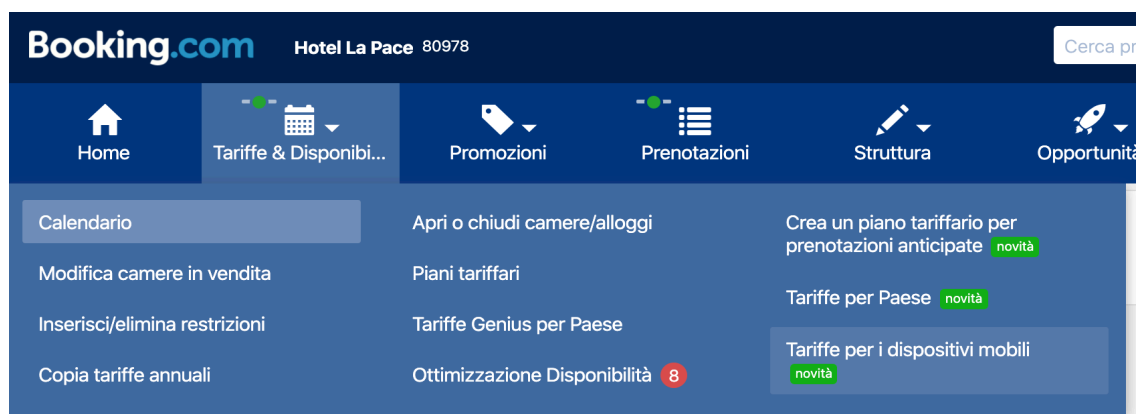 Booking.com Hotel La Pace 80978 Cerca pr
Home Tariffe & Disponibi... Promozioni Prenotazioni Struttura Opportunità
Calendario
Modifica camere in vendita
Inserisci/elimina restrizioni
Copia tariffe annuali
Apri o chiudi camere/alloggi
Piani tariffari
Tariffe Genius per Paese
Ottimizzazione Disponibilità 8
Crea un piano tariffario per
prenotazioni anticipate novità
Tariffe per Paese novità
Tariffe per i dispositivi mobili
novità